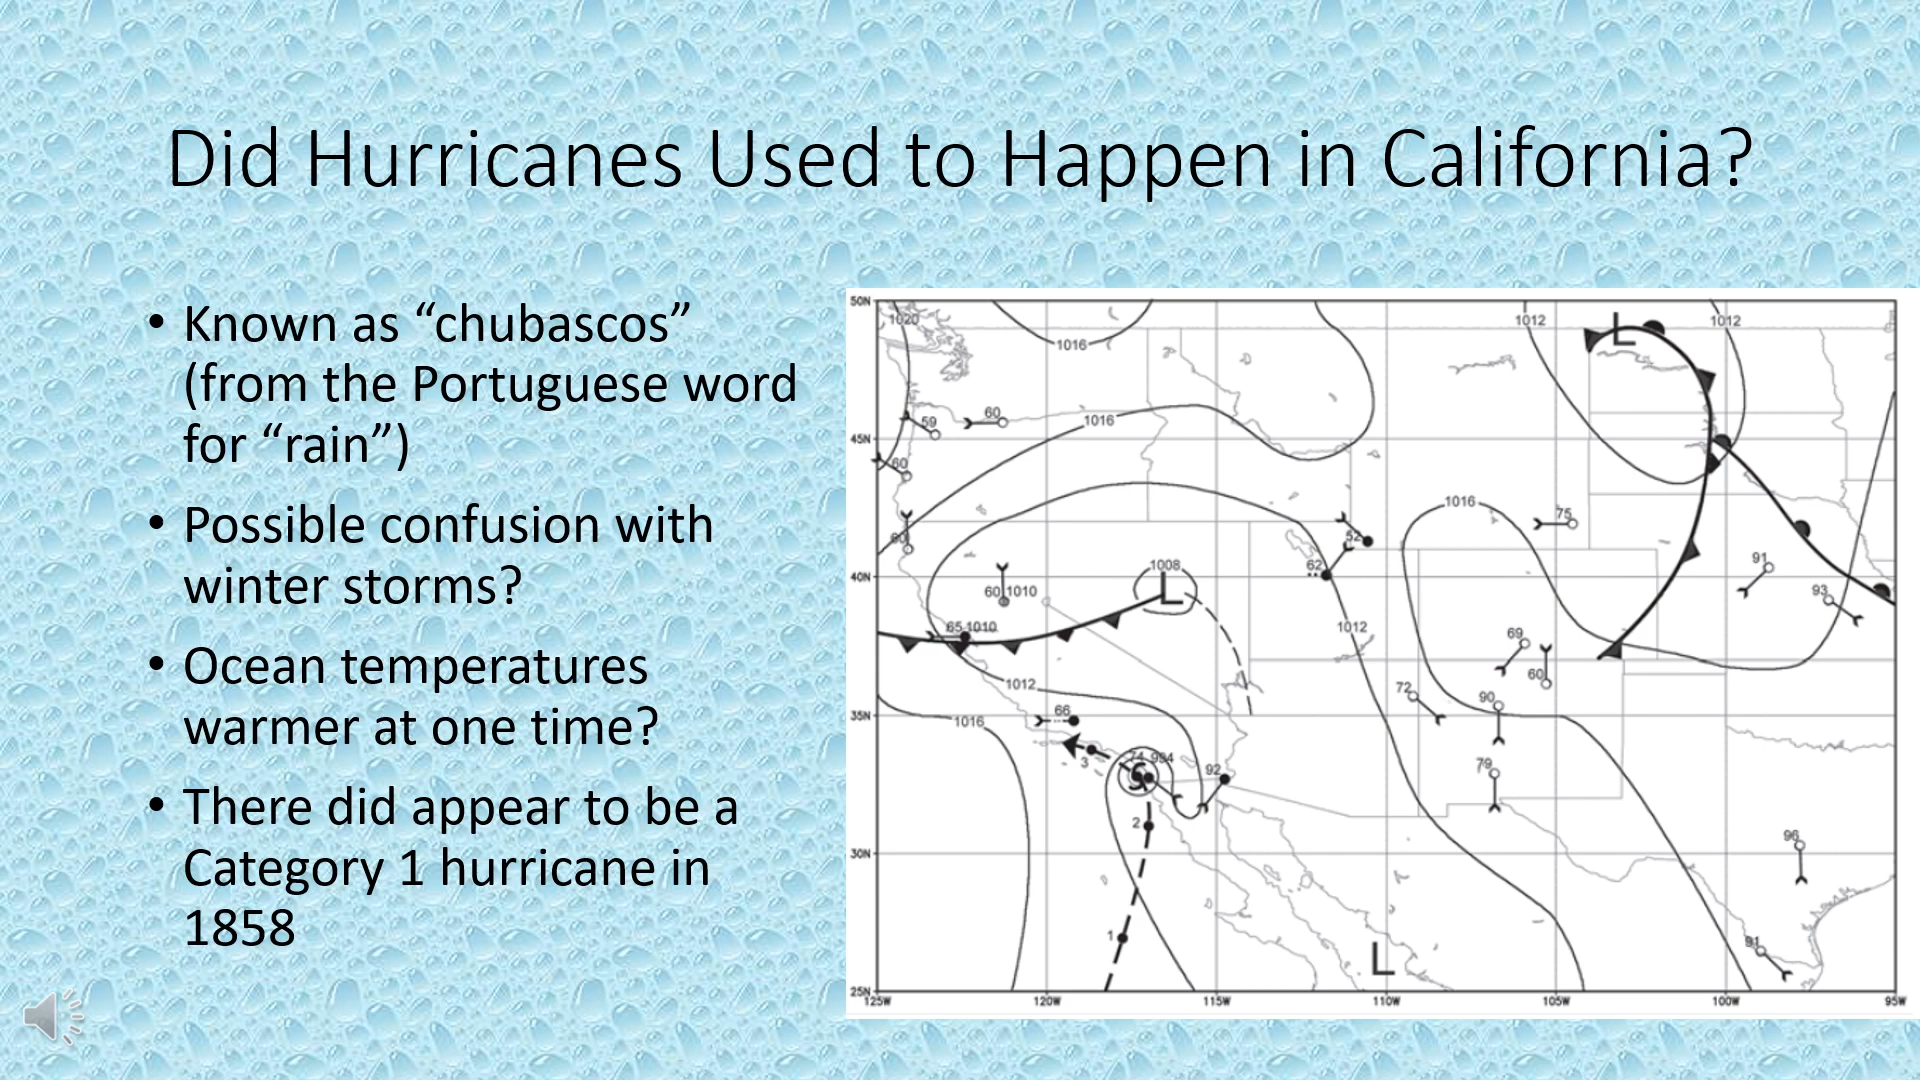 Did Hurricanes Used to Happen in California?
• Known as “chubascos”
(from the Portuguese word
for “rain”)
• Possible confusion with
winter storms?
• Ocean temperatures
warmer at one time?
• There did appear to be a
Category 1 hurricane in
1858
50N
1020
1016
1012
L
1012
59
60
1016
45N
60
1016
75
52
60
91
40N
60 1010
1008
L
62
93
65 1010
1012
69
60
1012
72
90
35N
1016
66
3
74 994
92
79
2
96
30N
1
91
L
25N
125W
120W
115W
110W
105W
100W
95W